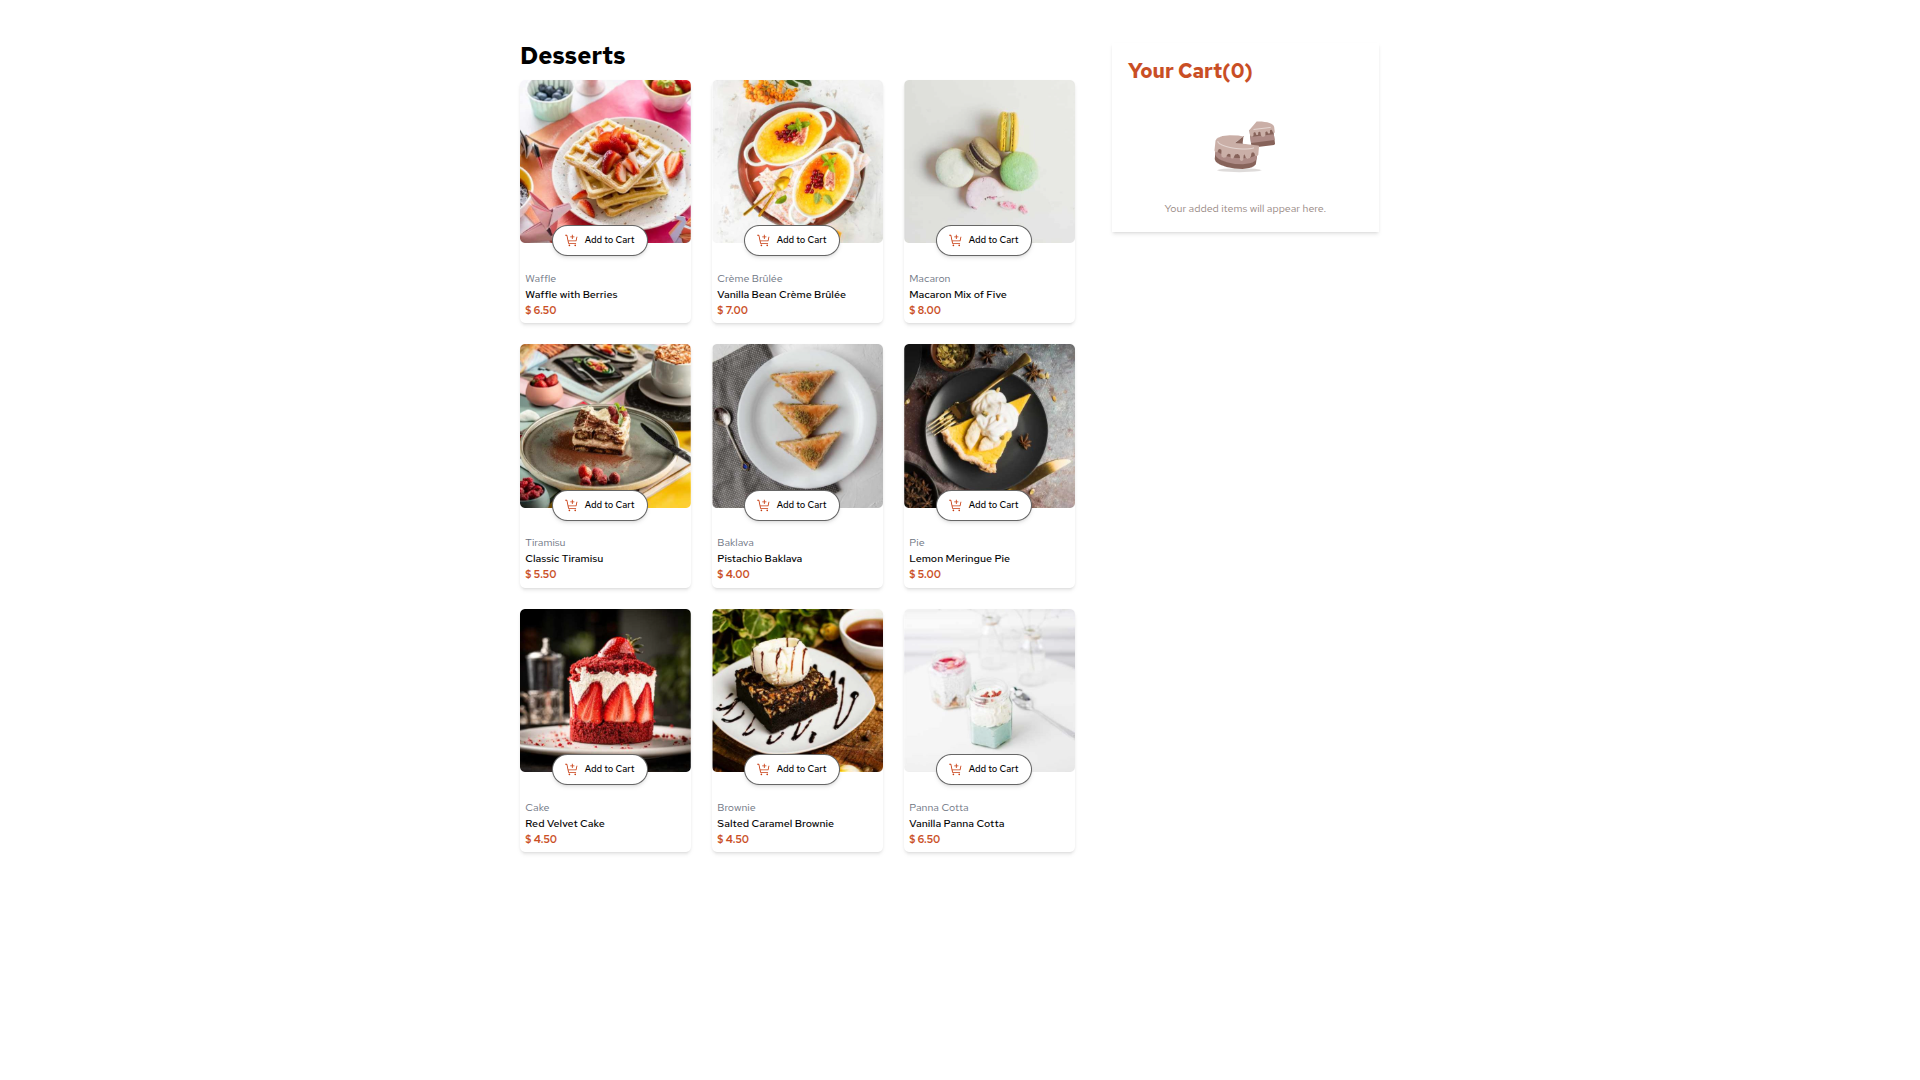 Desserts
Add to Cart
Waffle
Waffle with Berries
$ 6.50
Add to Cart
Crème Brûlée
Vanilla Bean Crème Brûlée
$ 7.00
Add to Cart
Macaron
Macaron Mix of Five
$ 8.00
Add to Cart
Tiramisu
Classic Tiramisu
$ 5.50
Add to Cart
Baklava
Pistachio Baklava
$ 4.00
Add to Cart
Pie
Lemon Meringue Pie
$ 5.00
Add to Cart
Cake
Red Velvet Cake
$ 4.50
Add to Cart
Brownie
Salted Caramel Brownie
$ 4.50
Add to Cart
Panna Cotta
Vanilla Panna Cotta
$ 6.50
Your Cart(0)
Your added items will appear here.